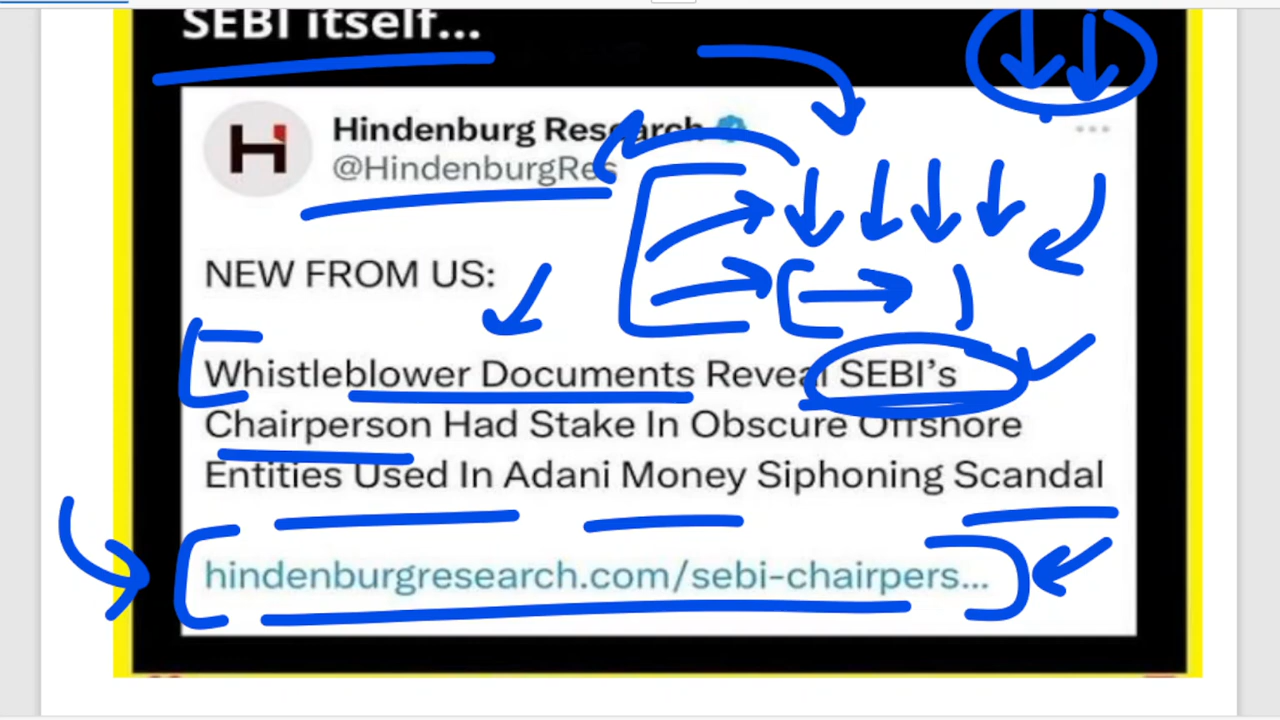 SEBI itself...
Hindenburg Research
@HindenburgRes
NEW FROM US:
Whistleblower Documents Reveal SEBI's
Chairperson Had Stake In Obscure Offshore
Entities Used In Adani Money Siphoning Scandal
hindenburgresearch.com/sebi-chairpers...